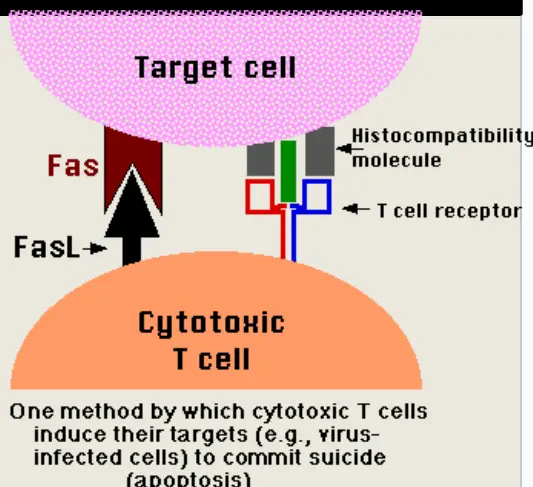 Target cell
Histocompatibility
molecule
Fas
T cell receptor
FasL
Cytotoxic
T cell
One method by which cytotoxic T cells
induce their targets (e.g., virus-
infected cells) to commit suicide
(apoptosis)